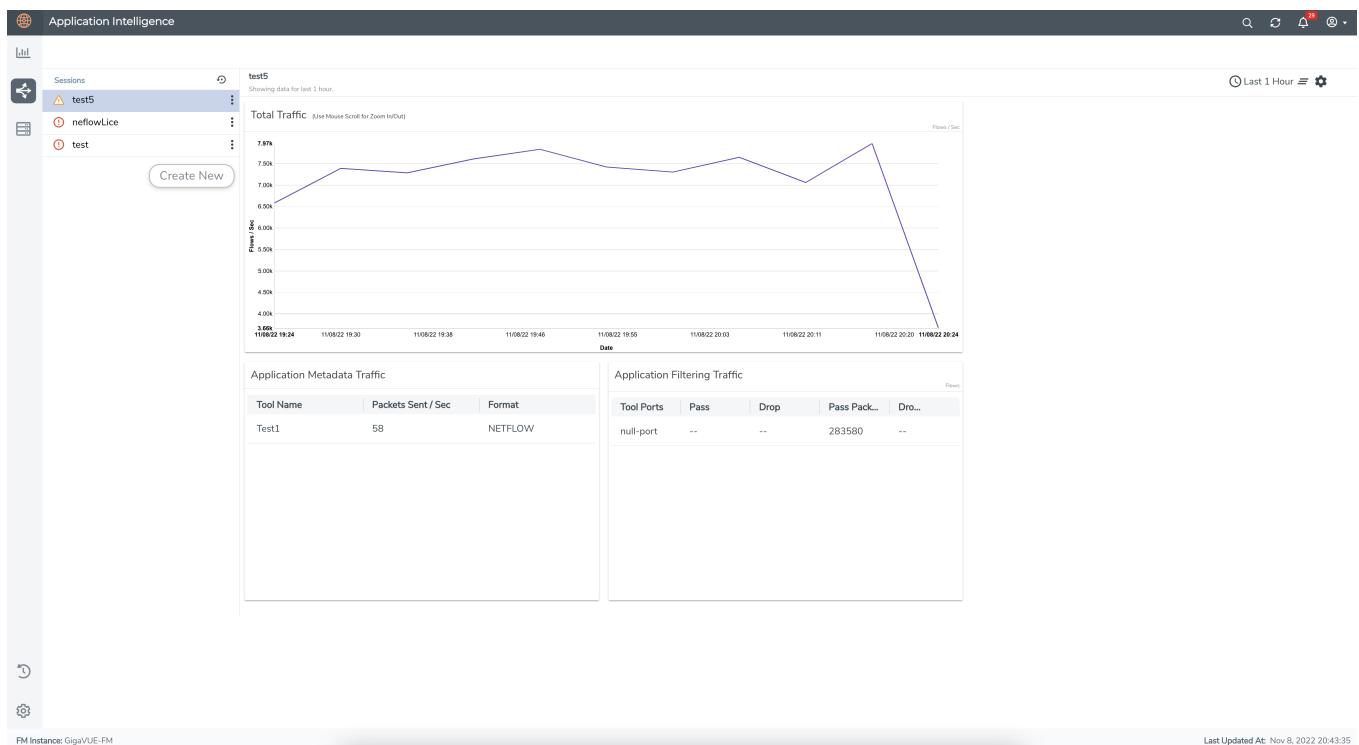 Application Intelligence
29
Sessions
test5
neflowLice
test
Create New
test5
Showing data for last 1 hour.
Last 1 Hour
Total Traffic (Use Mouse Scroll for Zoom In/Out)
Flows / Sec
7.97k
7.50k
7.00k
6.50k
6.00k
5.50k
5.00k
4.50k
4.00k
3.66k
Flows / Sec
11/08/22 19:24 11/08/22 19:30 11/08/22 19:38 11/08/22 19:46 11/08/22 19:55 11/08/22 20:03 11/08/22 20:11 11/08/22 20:20 11/08/22 20:24
Date
Application Metadata Traffic
Tool Name Packets Sent / Sec Format
Test1 58 NETFLOW
Application Filtering Traffic
Flows
Tool Ports Pass Drop Pass Pack... Dro...
null-port -- -- 283580 --
FM Instance: GigaVUE-FM
Last Updated At: Nov 8, 2022 20:43:35